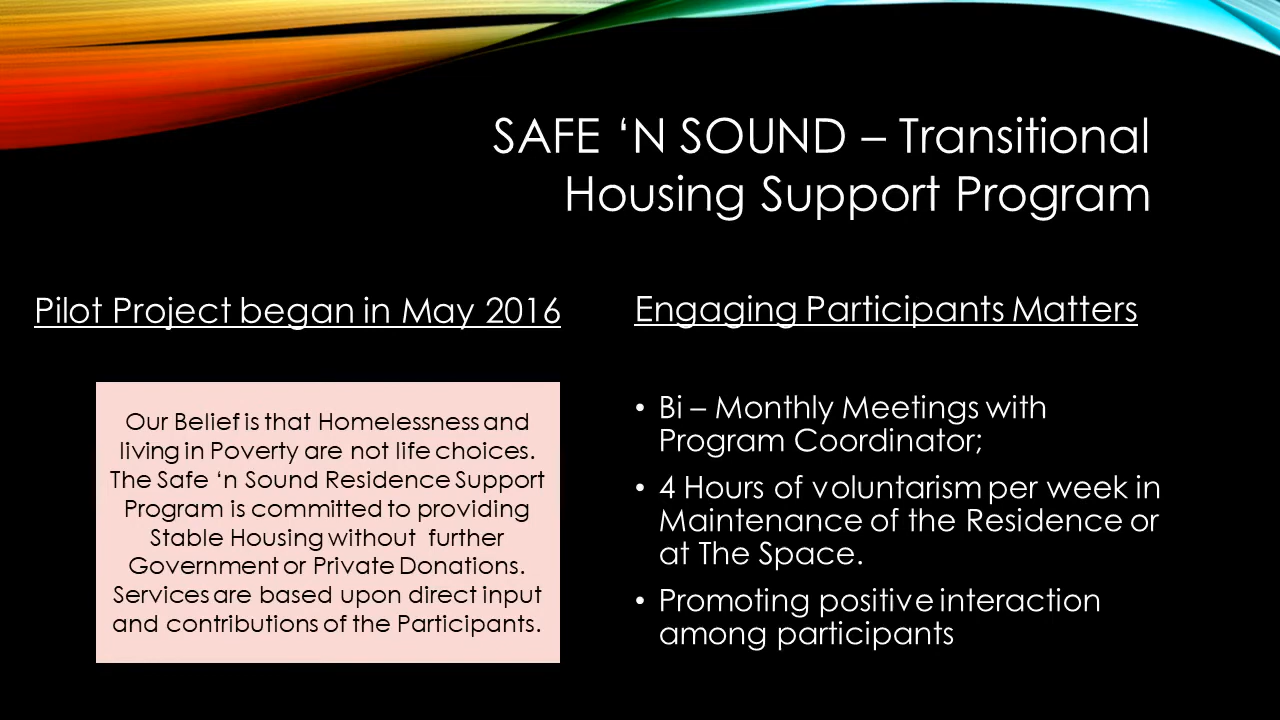 SAFE ‘N SOUND – Transitional
Housing Support Program
Pilot Project began in May 2016
Our Belief is that Homelessness and
living in Poverty are not life choices.
The Safe ‘n Sound Residence Support
Program is committed to providing
Stable Housing without further
Government or Private Donations.
Services are based upon direct input
and contributions of the Participants.
Engaging Participants Matters
• Bi – Monthly Meetings with
Program Coordinator;
• 4 Hours of voluntarism per week in
Maintenance of the Residence or
at The Space.
• Promoting positive interaction
among participants